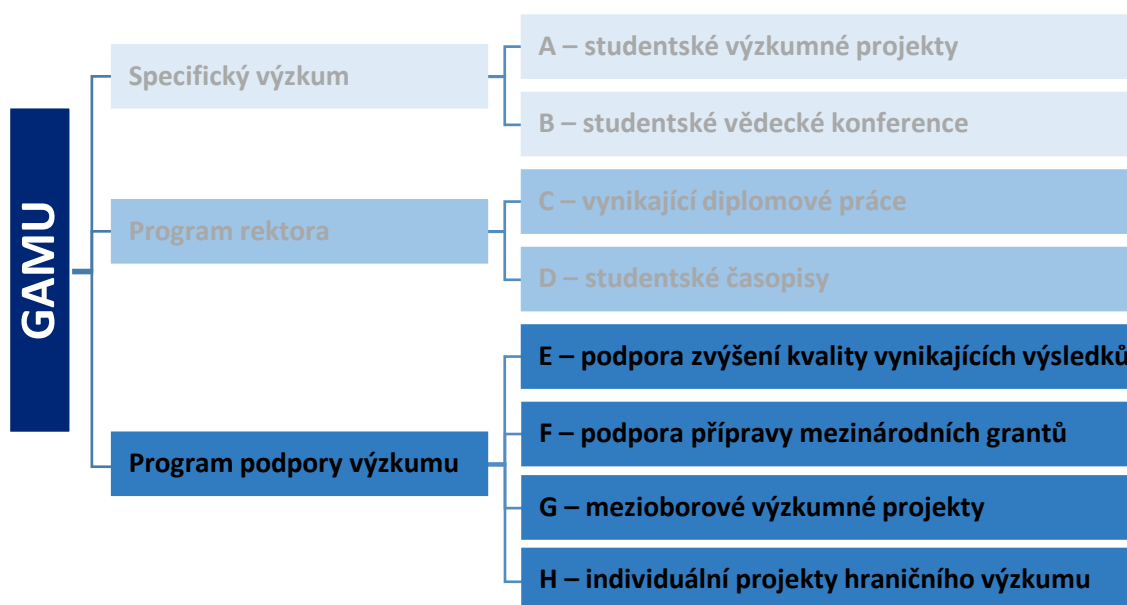 GAMU
Specifický výzkum
A – studentské výzkumné projekty
B – studentské vědecké konference
Program rektora
C – vynikající diplomové práce
D – studentské časopisy
Program podpory výzkumu
E – podpora zvýšení kvality vynikajících výsledků
F – podpora přípravy mezinárodních grantů
G – mezioborové výzkumné projekty
H – individuální projekty hraničního výzkumu